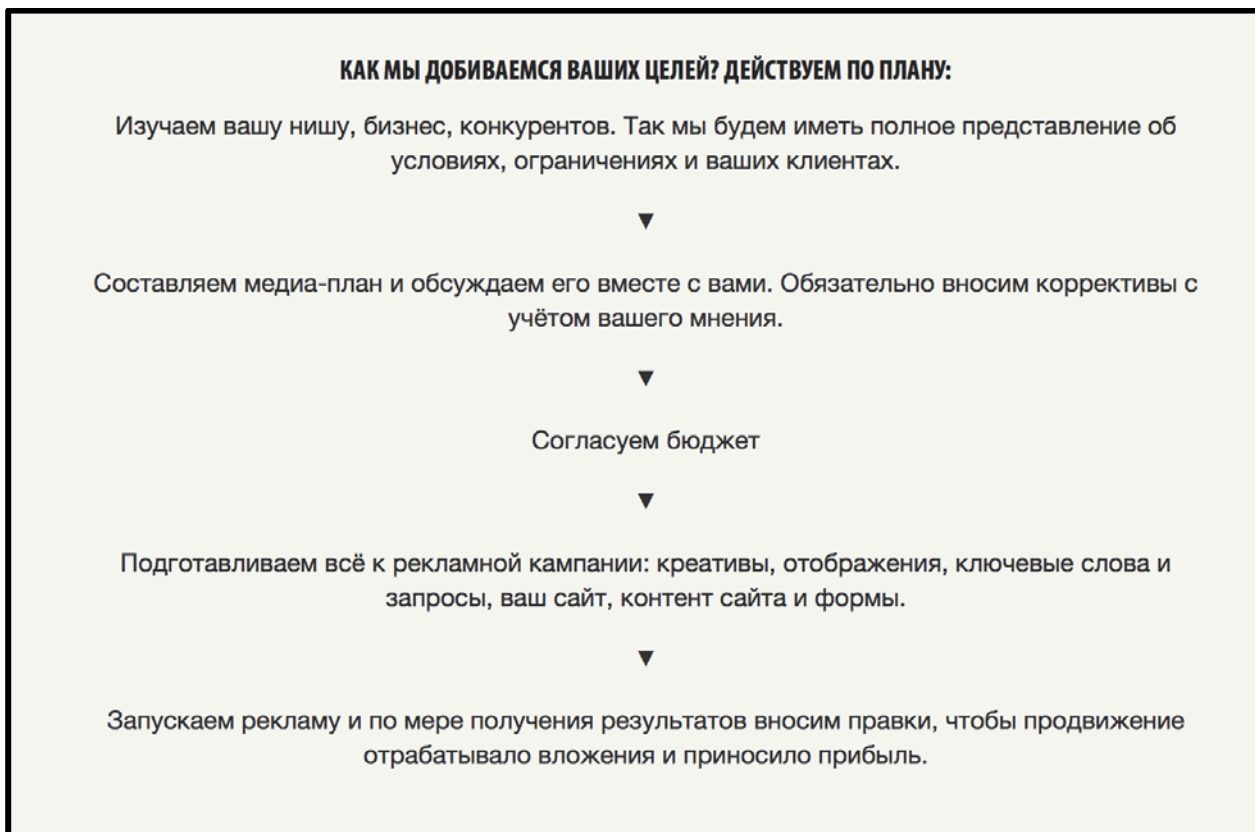 КАК МЫ ДОБИВАЕМСЯ ВАШИХ ЦЕЛЕЙ? ДЕЙСТВУЕМ ПО ПЛАНУ:
Изучаем вашу нишу, бизнес, конкурентов. Так мы будем иметь полное представление об
условиях, ограничениях и ваших клиентах.
▼
Составляем медиа-план и обсуждаем его вместе с вами. Обязательно вносим коррективы с
учётом вашего мнения.
▼
Согласуем бюджет
▼
Подготавливаем всё к рекламной кампании: креативы, отображения, ключевые слова и
запросы, ваш сайт, контент сайта и формы.
▼
Запускаем рекламу и по мере получения результатов вносим правки, чтобы продвижение
отрабатывало вложения и приносило прибыль.